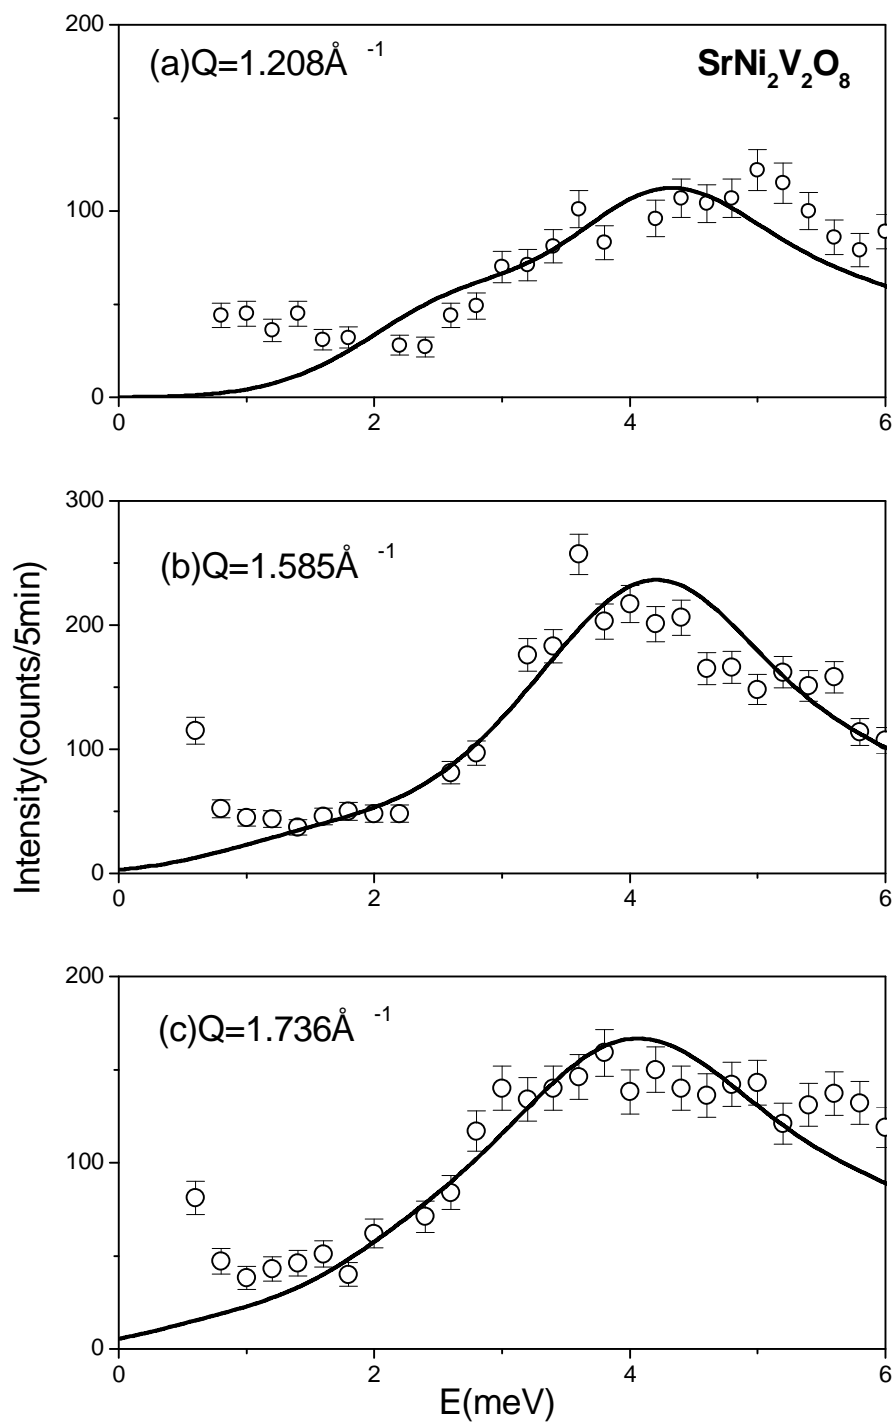 200
(a)Q=1.208Å ⁻¹ SrNi₂V₂O₈
100
0
0 2 4 6
300
(b)Q=1.585Å ⁻¹
200
100
0
0 2 4 6
Intensity(counts/5min)
200
(c)Q=1.736Å ⁻¹
100
0
0 2 4 6
E(meV)